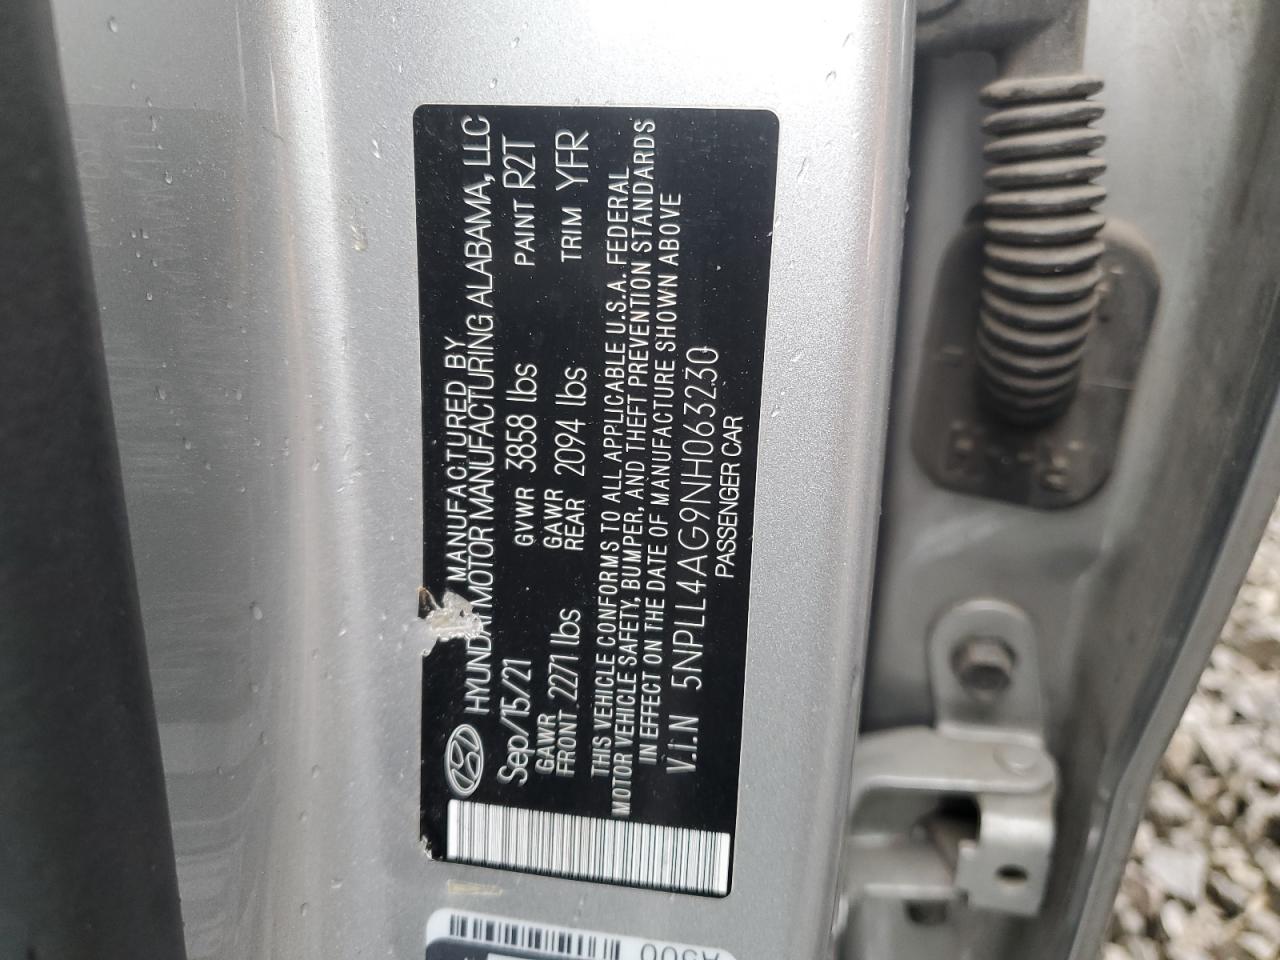 MANUFACTURED BY
HYUNDAI MOTOR MANUFACTURING ALABAMA, LLC
Sep/15/21 GVWR 3858 lbs PAINT R2T
GAWR FRONT 2271 lbs GAWR REAR 2094 lbs TRIM YFR
THIS VEHICLE CONFORMS TO ALL APPLICABLE U.S.A. FEDERAL
MOTOR VEHICLE SAFETY, BUMPER, AND THEFT PREVENTION STANDARDS
IN EFFECT ON THE DATE OF MANUFACTURE SHOWN ABOVE
V.i.N 5NPLL4AG9NH063230
PASSENGER CAR